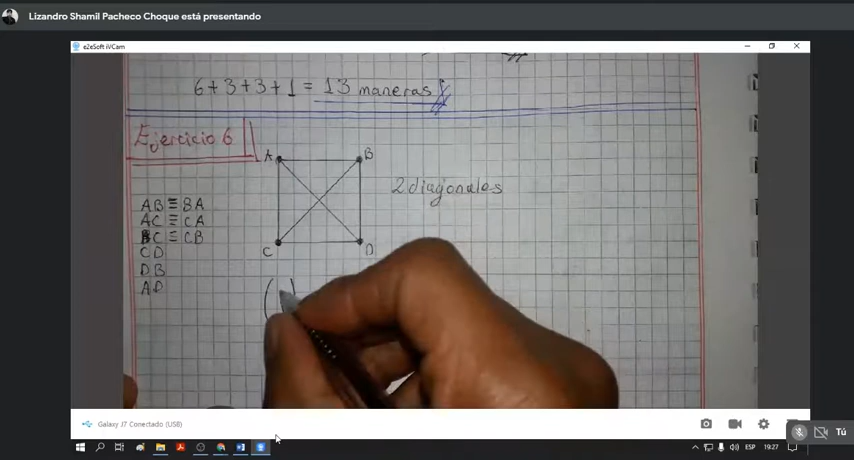 Lizandro Shamil Pacheco Choque está presentando
e2eSoft iVCam
6+3+3+1 = 13 maneras
Ejercicio 6
A
B
2 diagonales
AB ≡ BA
AC ≡ CA
BC ≡ CB
CD
DB
AD
C
D
Galaxy J7 Conectado (USB)
Tú
ESP
19:27